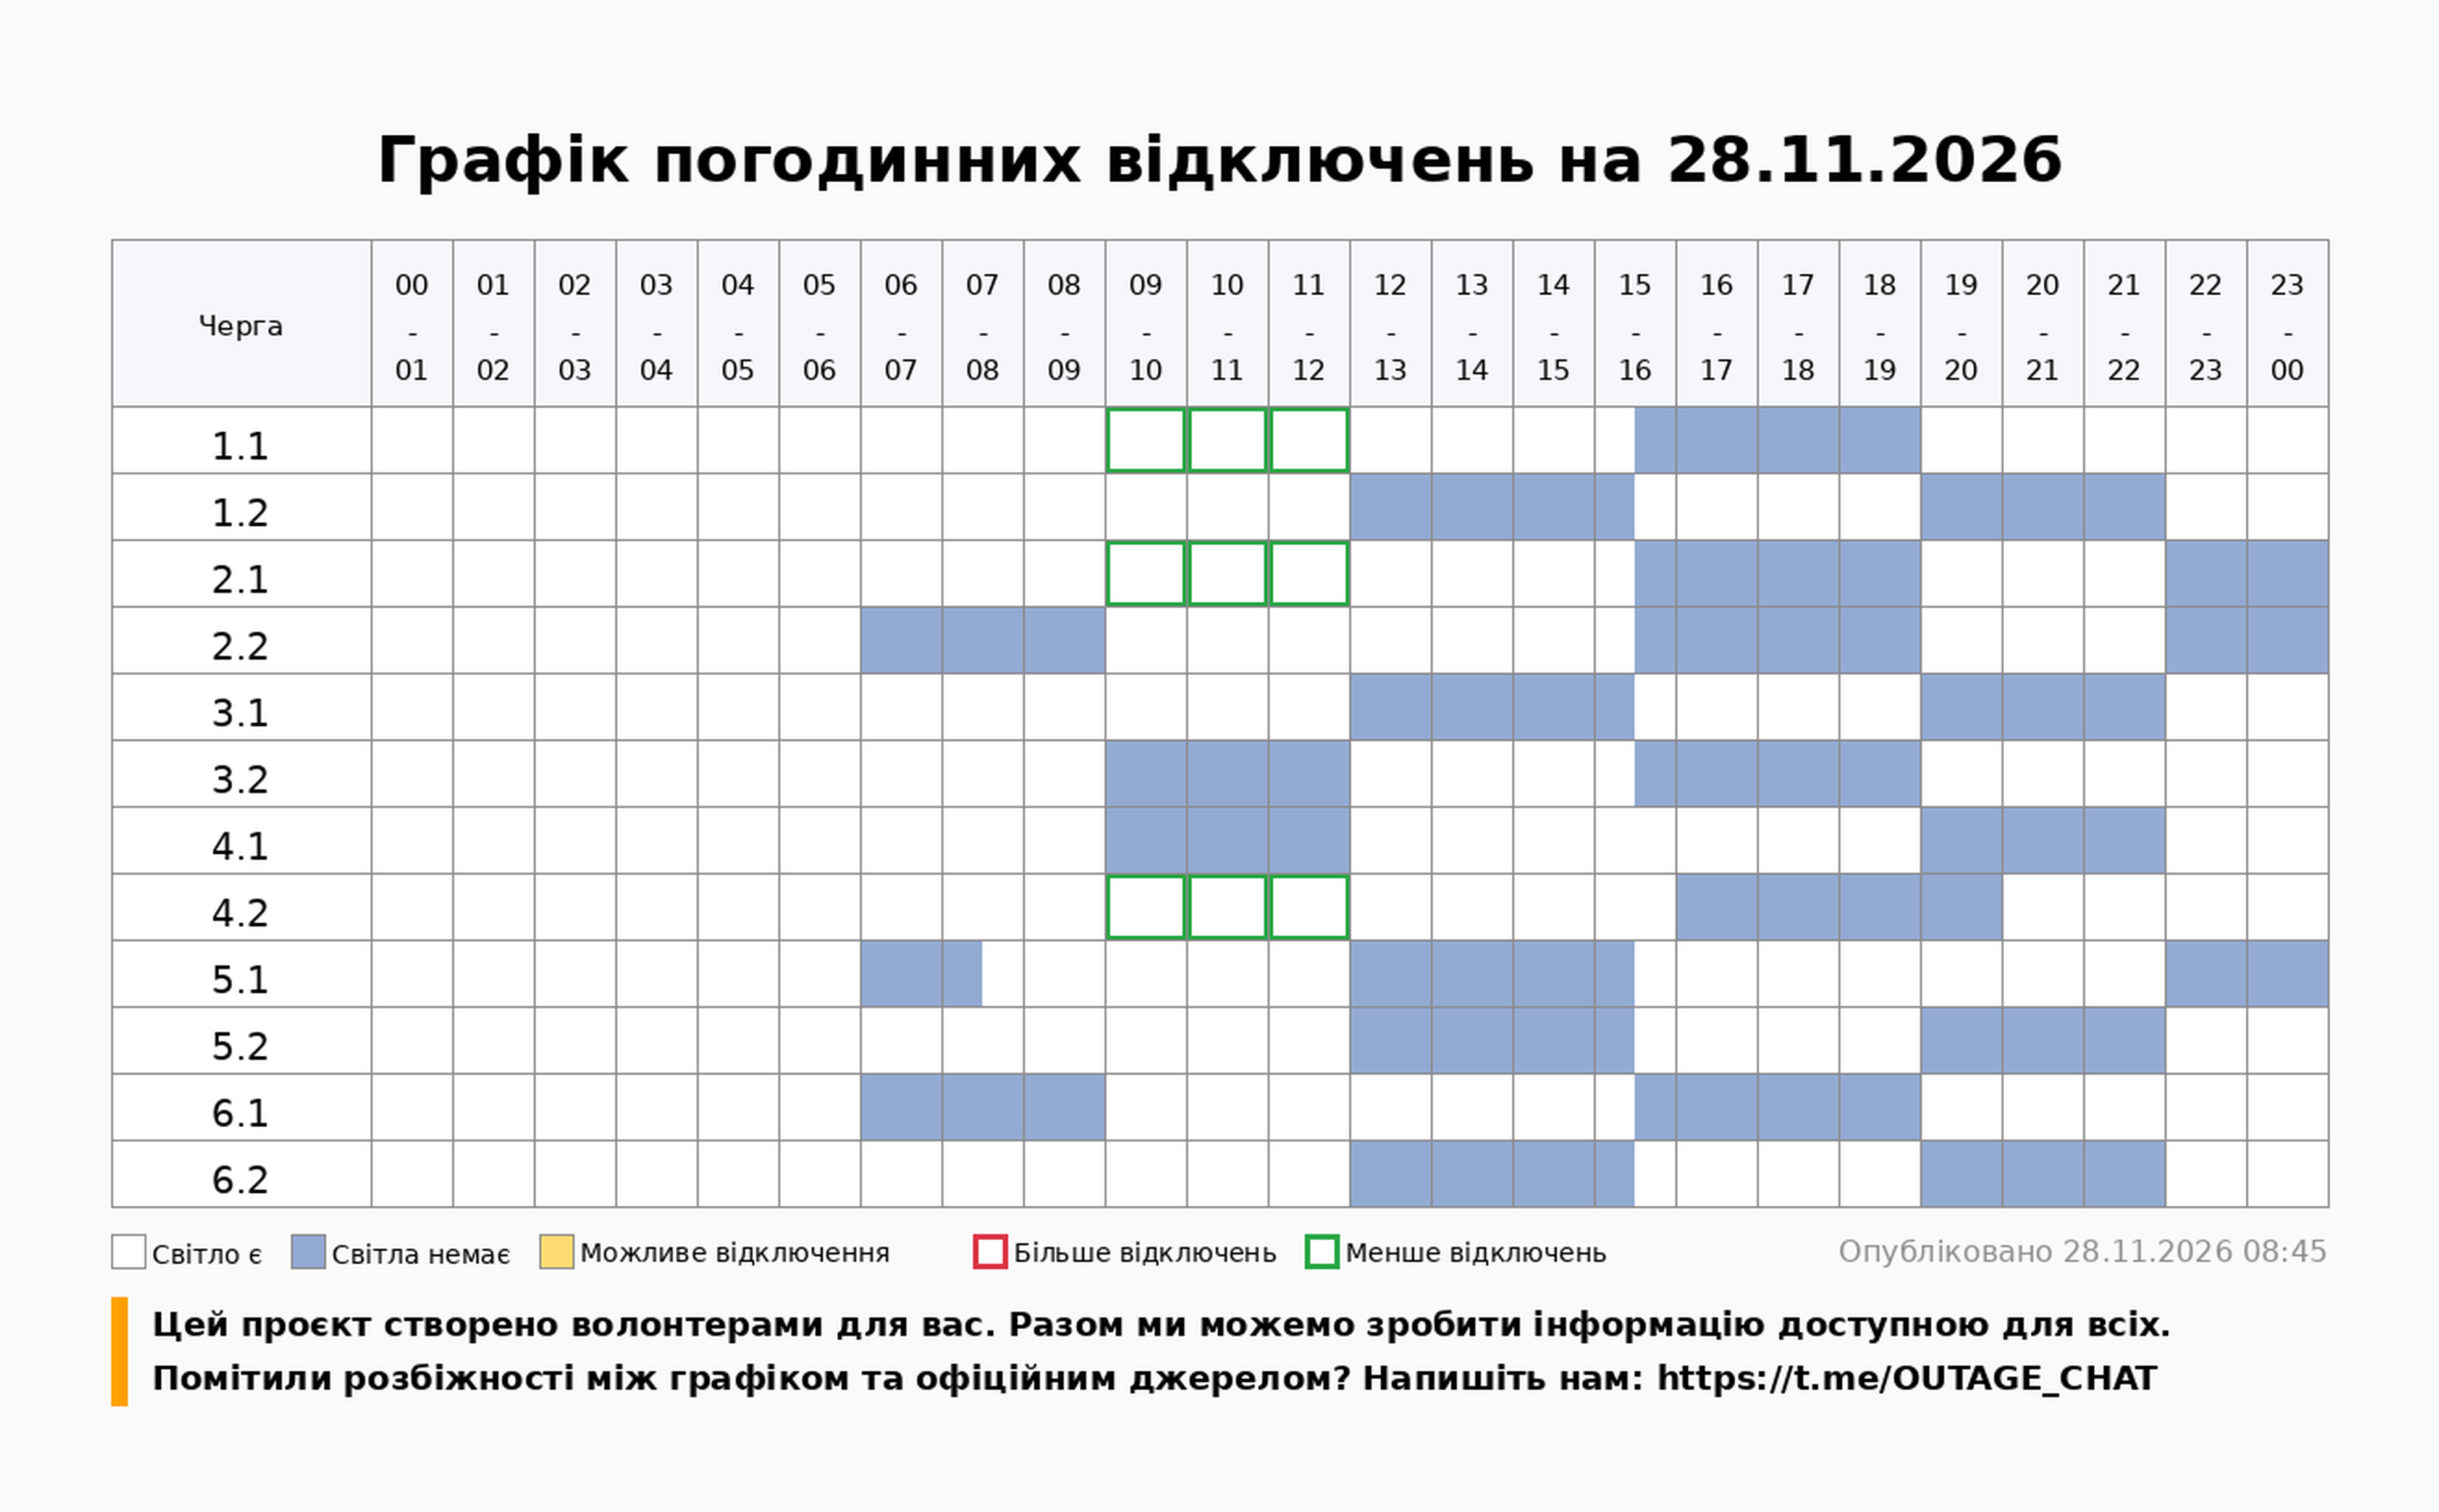 Графік погодинних відключень на 28.11.2026
Черга
00 - 01
01 - 02
02 - 03
03 - 04
04 - 05
05 - 06
06 - 07
07 - 08
08 - 09
09 - 10
10 - 11
11 - 12
12 - 13
13 - 14
14 - 15
15 - 16
16 - 17
17 - 18
18 - 19
19 - 20
20 - 21
21 - 22
22 - 23
23 - 00
1.1
1.2
2.1
2.2
3.1
3.2
4.1
4.2
5.1
5.2
6.1
6.2
Світло є
Світла немає
Можливе відключення
Більше відключень
Менше відключень
Опубліковано 28.11.2026 08:45
Цей проєкт створено волонтерами для вас. Разом ми можемо зробити інформацію доступною для всіх.
Помітили розбіжності між графіком та офіційним джерелом? Напишіть нам: https://t.me/OUTAGE_CHAT